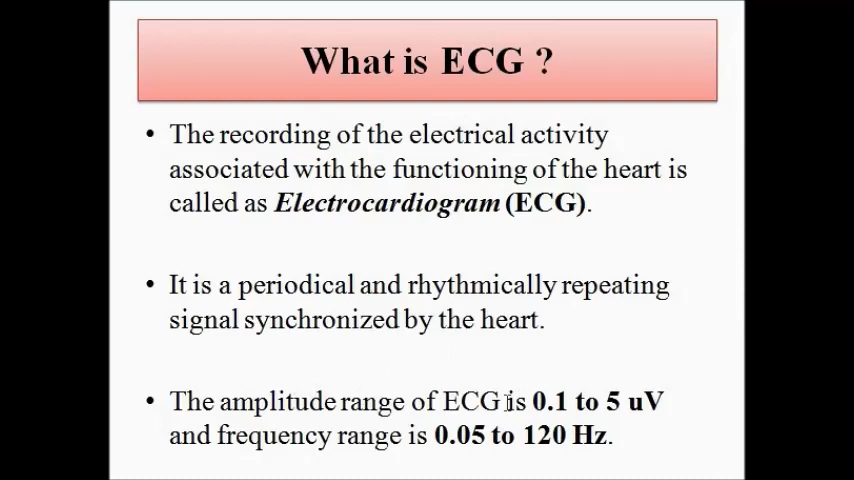 What is ECG ?
• The recording of the electrical activity
associated with the functioning of the heart is
called as Electrocardiogram (ECG).
• It is a periodical and rhythmically repeating
signal synchronized by the heart.
• The amplitude range of ECG is 0.1 to 5 uV
and frequency range is 0.05 to 120 Hz.